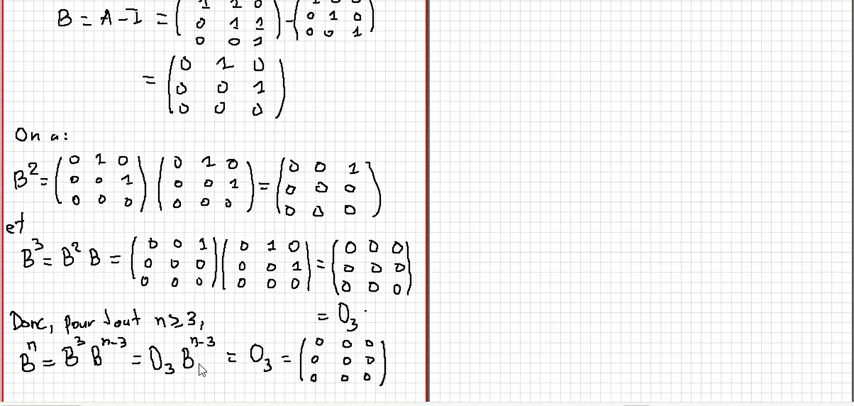 B = A - I = (1 1 0 ; 0 1 1 ; 0 0 1) - (1 0 0 ; 0 1 0 ; 0 0 1)
= (0 1 0 ; 0 0 1 ; 0 0 0)
On a:
B² = (0 1 0 ; 0 0 1 ; 0 0 0) (0 1 0 ; 0 0 1 ; 0 0 0) = (0 0 1 ; 0 0 0 ; 0 0 0)
et
B³ = B² B = (0 0 1 ; 0 0 0 ; 0 0 0) (0 1 0 ; 0 0 1 ; 0 0 0) = (0 0 0 ; 0 0 0 ; 0 0 0)
= O₃.
Donc, pour tout n ≥ 3,
Bⁿ = B³ Bⁿ⁻³ = O₃ Bⁿ⁻³ = O₃ = (0 0 0 ; 0 0 0 ; 0 0 0)